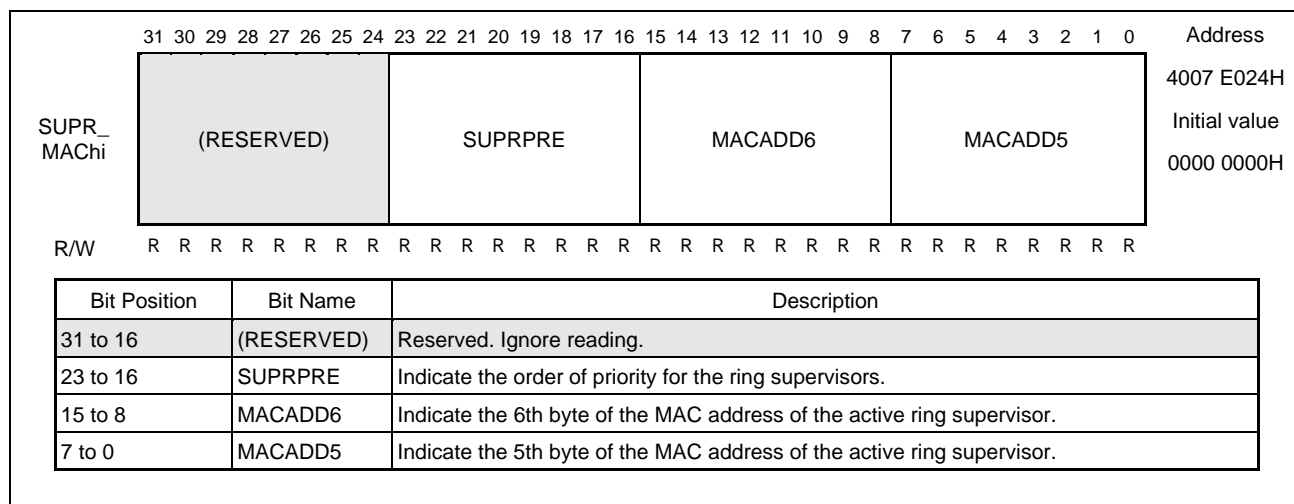 31 30 29 28 27 26 25 24 23 22 21 20 19 18 17 16 15 14 13 12 11 10 9 8 7 6 5 4 3 2 1 0 Address
4007 E024H
SUPR_
MAChi
(RESERVED) SUPRPRE MACADD6 MACADD5
Initial value
0000 0000H
R/W R R R R R R R R R R R R R R R R R R R R R R R R R R R R R R R R
Bit Position Bit Name Description
31 to 16 (RESERVED) Reserved. Ignore reading.
23 to 16 SUPRPRE Indicate the order of priority for the ring supervisors.
15 to 8 MACADD6 Indicate the 6th byte of the MAC address of the active ring supervisor.
7 to 0 MACADD5 Indicate the 5th byte of the MAC address of the active ring supervisor.